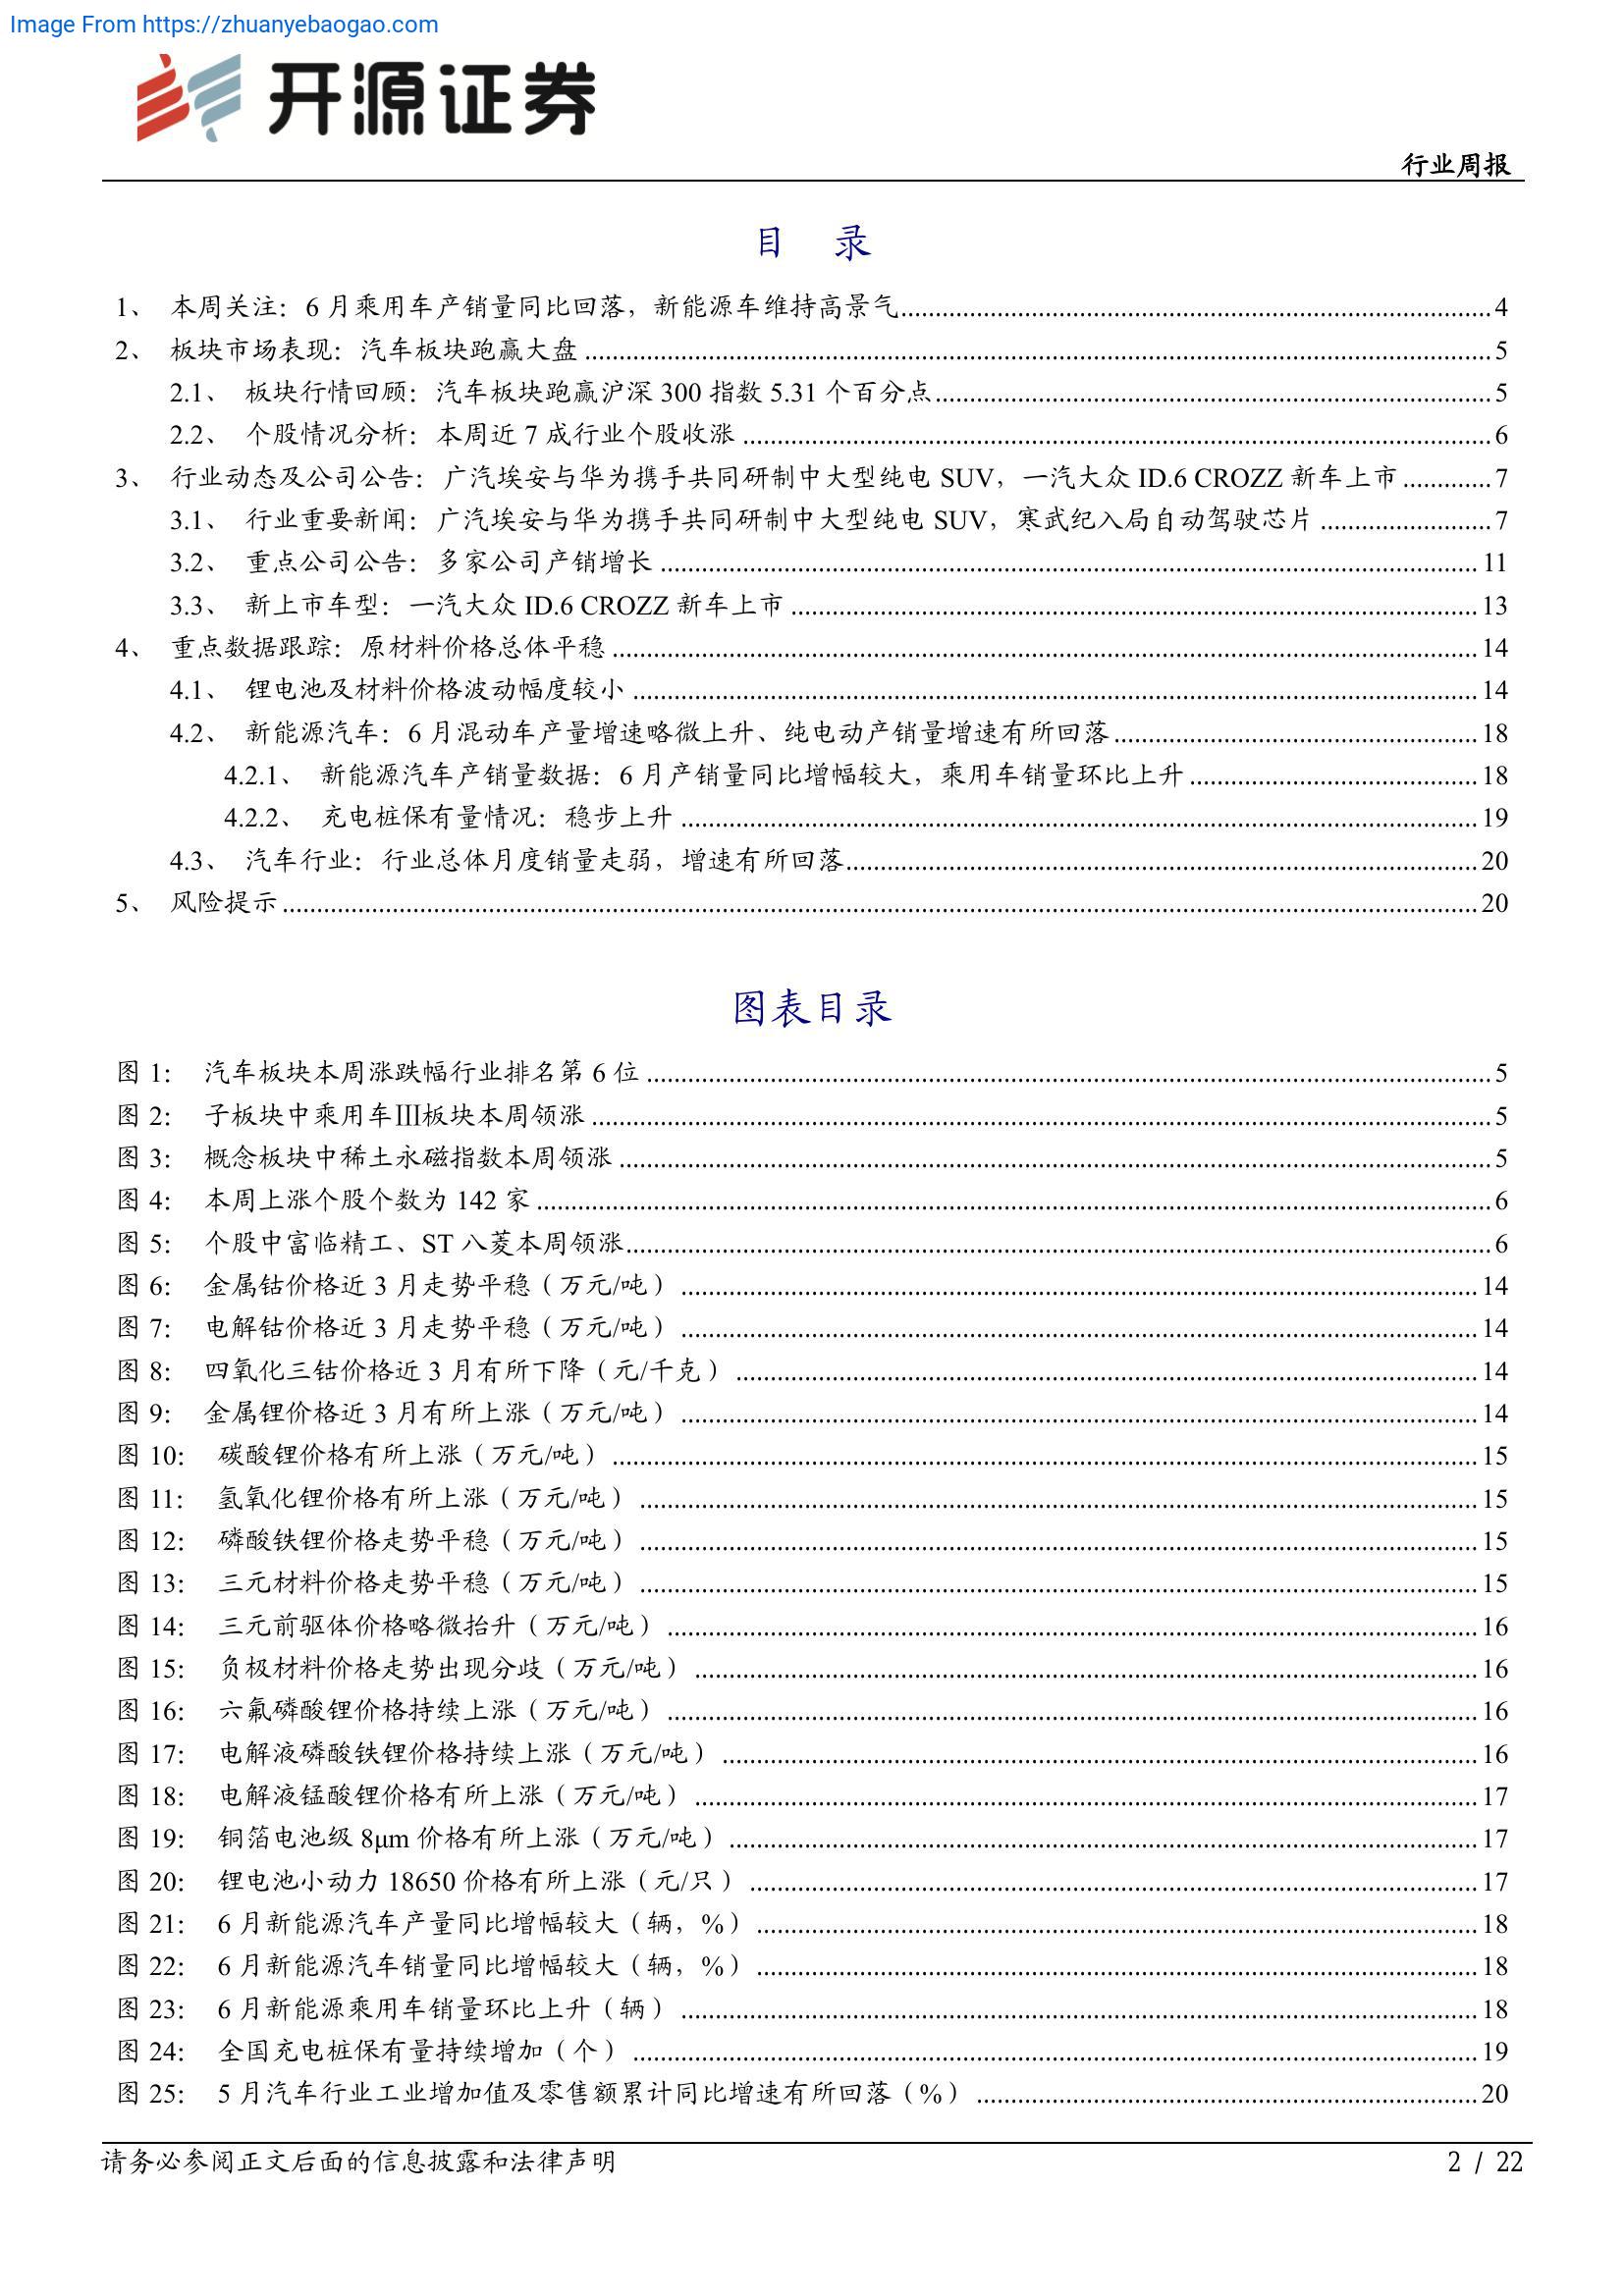 Image From https://zhuanyebaogao.com
开源证券
行业周报
目 录
1、 本周关注：6 月乘用车产销量同比回落，新能源车维持高景气 4
2、 板块市场表现：汽车板块跑赢大盘 5
2.1、 板块行情回顾：汽车板块跑赢沪深 300 指数 5.31 个百分点 5
2.2、 个股情况分析：本周近 7 成行业个股收涨 6
3、 行业动态及公司公告：广汽埃安与华为携手共同研制中大型纯电 SUV，一汽大众 ID.6 CROZZ 新车上市 7
3.1、 行业重要新闻：广汽埃安与华为携手共同研制中大型纯电 SUV，寒武纪入局自动驾驶芯片 7
3.2、 重点公司公告：多家公司产销增长 11
3.3、 新上市车型：一汽大众 ID.6 CROZZ 新车上市 13
4、 重点数据跟踪：原材料价格总体平稳 14
4.1、 锂电池及材料价格波动幅度较小 14
4.2、 新能源汽车：6 月混动车产量增速略微上升、纯电动产销量增速有所回落 18
4.2.1、 新能源汽车产销量数据：6 月产销量同比增幅较大，乘用车销量环比上升 18
4.2.2、 充电桩保有量情况：稳步上升 19
4.3、 汽车行业：行业总体月度销量走弱，增速有所回落 20
5、 风险提示 20
图表目录
图 1： 汽车板块本周涨跌幅行业排名第 6 位 5
图 2： 子板块中乘用车Ⅲ板块本周领涨 5
图 3： 概念板块中稀土永磁指数本周领涨 5
图 4： 本周上涨个股个数为 142 家 6
图 5： 个股中富临精工、ST 八菱本周领涨 6
图 6： 金属钴价格近 3 月走势平稳（万元/吨） 14
图 7： 电解钴价格近 3 月走势平稳（万元/吨） 14
图 8： 四氧化三钴价格近 3 月有所下降（元/千克） 14
图 9： 金属锂价格近 3 月有所上涨（万元/吨） 14
图 10： 碳酸锂价格有所上涨（万元/吨） 15
图 11： 氢氧化锂价格有所上涨（万元/吨） 15
图 12： 磷酸铁锂价格走势平稳（万元/吨） 15
图 13： 三元材料价格走势平稳（万元/吨） 15
图 14： 三元前驱体价格略微抬升（万元/吨） 16
图 15： 负极材料价格走势出现分歧（万元/吨） 16
图 16： 六氟磷酸锂价格持续上涨（万元/吨） 16
图 17： 电解液磷酸铁锂价格持续上涨（万元/吨） 16
图 18： 电解液锰酸锂价格有所上涨（万元/吨） 17
图 19： 铜箔电池级 8μm 价格有所上涨（万元/吨） 17
图 20： 锂电池小动力 18650 价格有所上涨（元/只） 17
图 21： 6 月新能源汽车产量同比增幅较大（辆，%） 18
图 22： 6 月新能源汽车销量同比增幅较大（辆，%） 18
图 23： 6 月新能源乘用车销量环比上升（辆） 18
图 24： 全国充电桩保有量持续增加（个） 19
图 25： 5 月汽车行业工业增加值及零售额累计同比增速有所回落（%） 20
请务必参阅正文后面的信息披露和法律声明 2 / 22